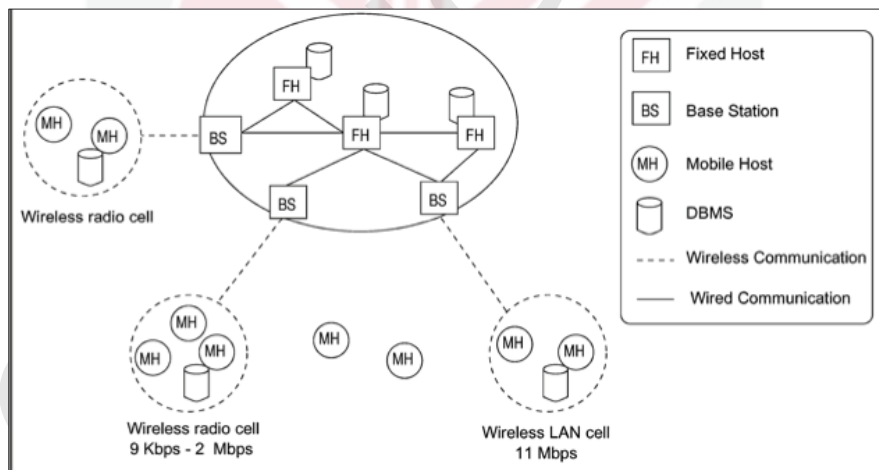 FH
FH
FH
BS
BS
BS
MH
MH
Wireless radio cell
MH
MH
MH
Wireless radio cell
9 Kbps - 2 Mbps
MH
MH
MH
MH
Wireless LAN cell
11 Mbps
FH Fixed Host
BS Base Station
MH Mobile Host
DBMS
Wireless Communication
Wired Communication